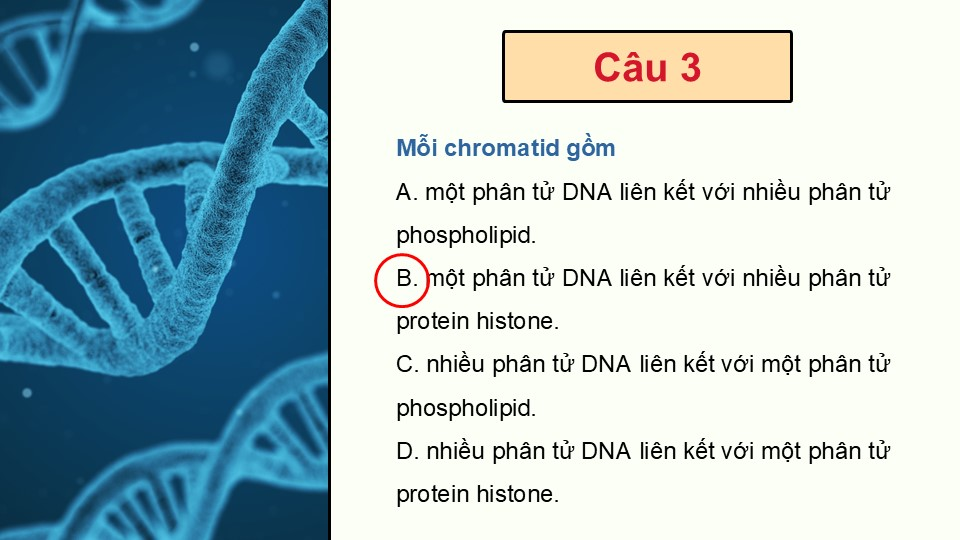 Câu 3
Mỗi chromatid gồm
A. một phân tử DNA liên kết với nhiều phân tử
phospholipid.
B. một phân tử DNA liên kết với nhiều phân tử
protein histone.
C. nhiều phân tử DNA liên kết với một phân tử
phospholipid.
D. nhiều phân tử DNA liên kết với một phân tử
protein histone.